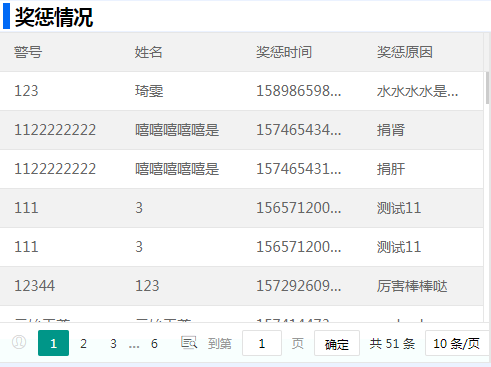 奖惩情况
警号 姓名 奖惩时间 奖惩原因
123 琦雯 158986598... 水水水水是...
1122222222 嘻嘻嘻嘻嘻是 157465434... 捐肾
1122222222 嘻嘻嘻嘻嘻是 157465431... 捐肝
111 3 156571200... 测试11
111 3 156571200... 测试11
12344 123 157292609... 厉害棒棒哒
1 2 3 ... 6 到第 1 页 确定 共 51 条 10 条/页